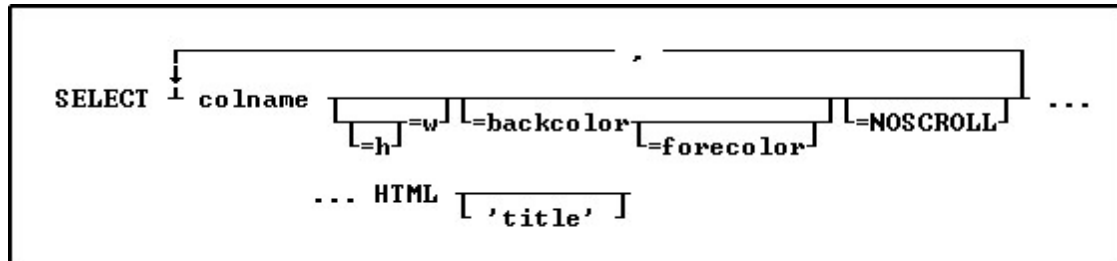 ,
SELECT colname ...
=w =backcolor =NOSCROLL
=h =forecolor
... HTML
'title'